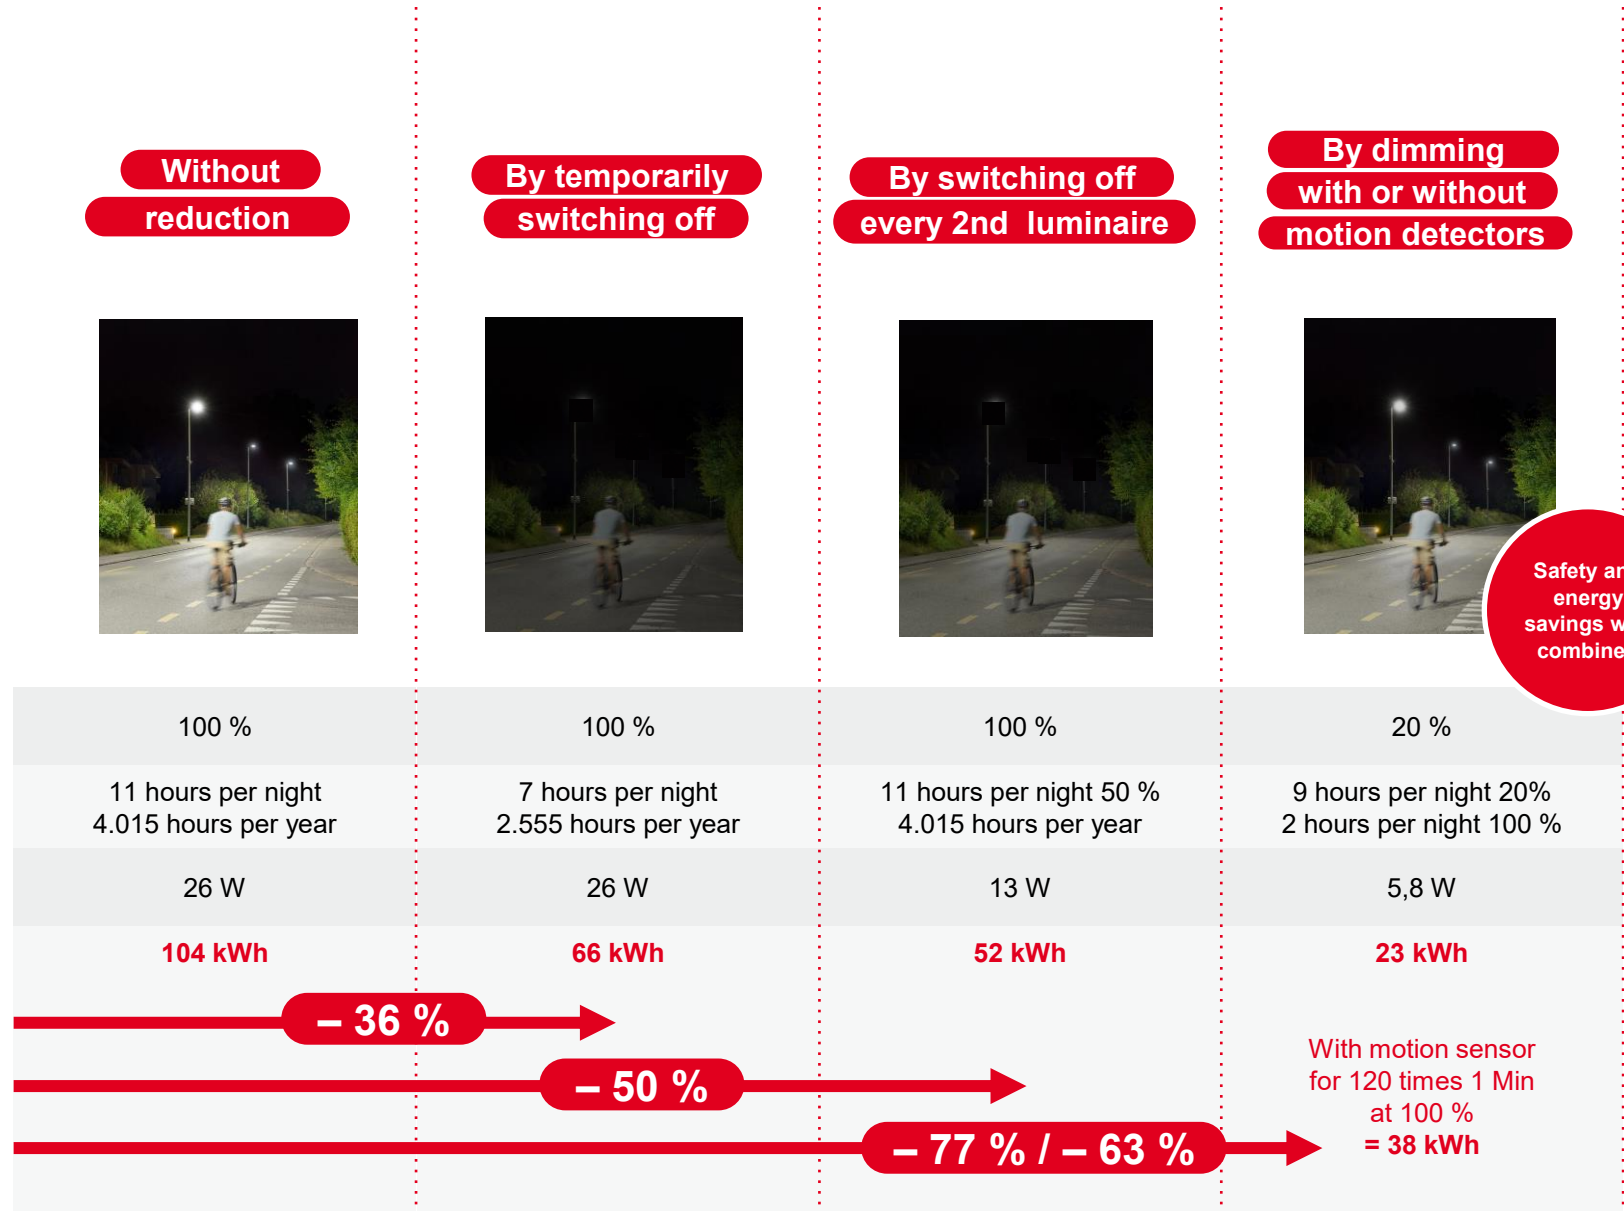 Without
reduction
By temporarily
switching off
By switching off
every 2nd luminaire
By dimming
with or without
motion detectors
Safety
energy
savings
100 %
100 %
100 %
20 %
11 hours per night
4.015 hours per year
7 hours per night
2.555 hours per year
11 hours per night 50 %
4.015 hours per year
9 hours per night 20%
2 hours per night 100 %
26 W
26 W
13 W
5,8 W
104 kWh
66 kWh
52 kWh
23 kWh
– 36 %
– 50 %
– 77 % / – 63 %
With motion sensor
for 120 times 1 Min
at 100 %
= 38 kWh